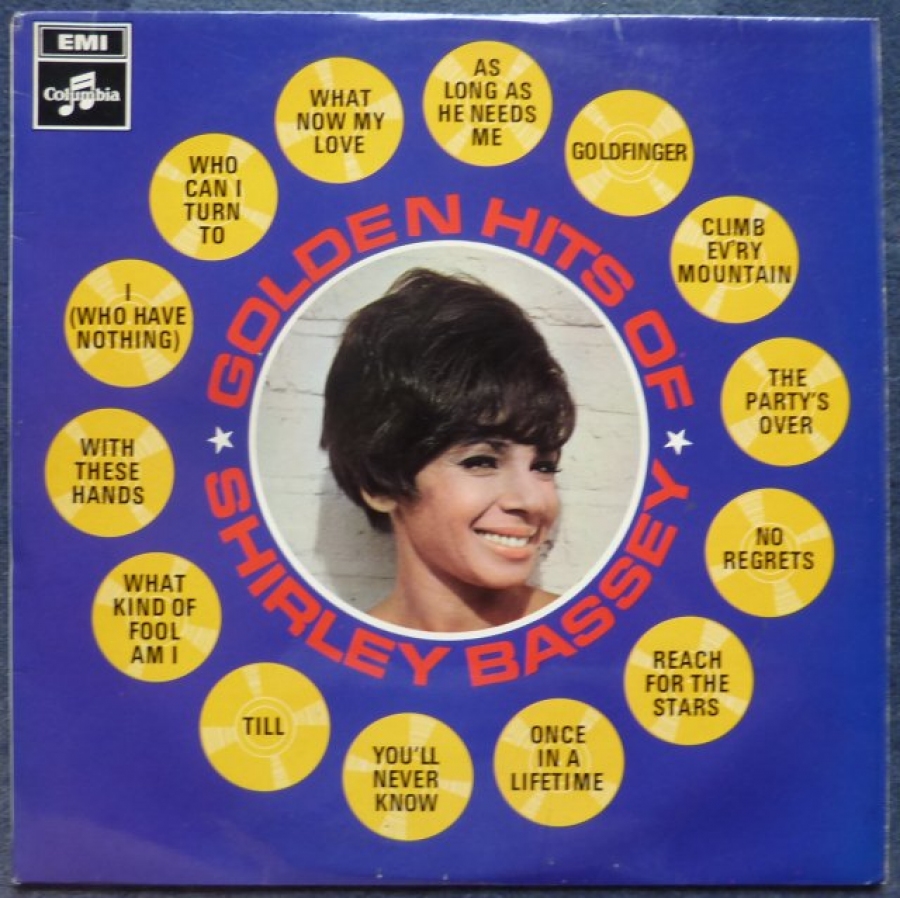 EMI
Columbia
GOLDEN HITS OF
SHIRLEY BASSEY
AS
LONG AS
HE NEEDS
ME
GOLDFINGER
CLIMB
EV'RY
MOUNTAIN
THE
PARTY'S
OVER
NO
REGRETS
REACH
FOR THE
STARS
ONCE
IN A
LIFETIME
YOU'LL
NEVER
KNOW
TILL
WHAT
KIND OF
FOOL
AM I
WITH
THESE
HANDS
I
(WHO HAVE
NOTHING)
WHO
CAN I
TURN
TO
WHAT
NOW MY
LOVE